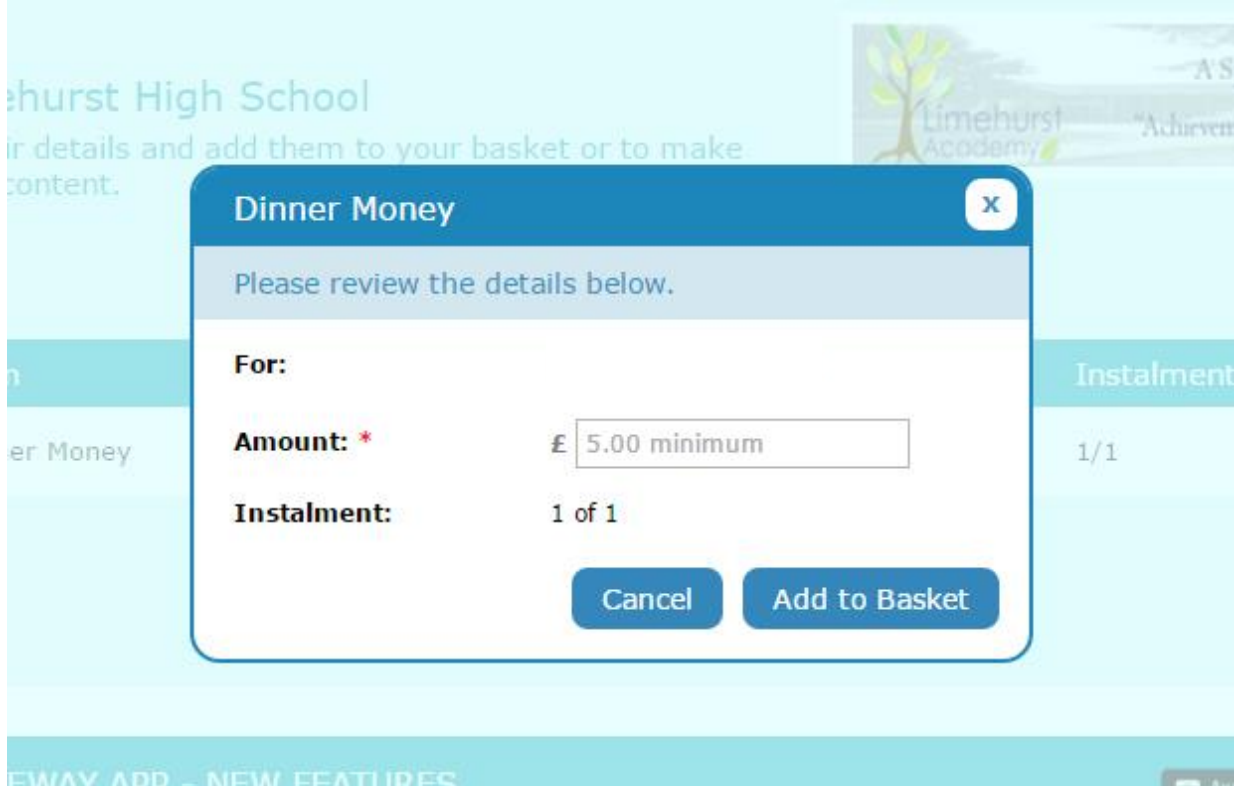 ehurst High School
ir details and add them to your basket or to make
content.
Limehurst
Academy
A S
"Achievem
Dinner Money
x
Please review the details below.
For:
Amount: *
£ 5.00 minimum
Instalment:
1 of 1
Cancel
Add to Basket
n
Instalment
er Money
1/1
EWAY APP - NEW FEATURES